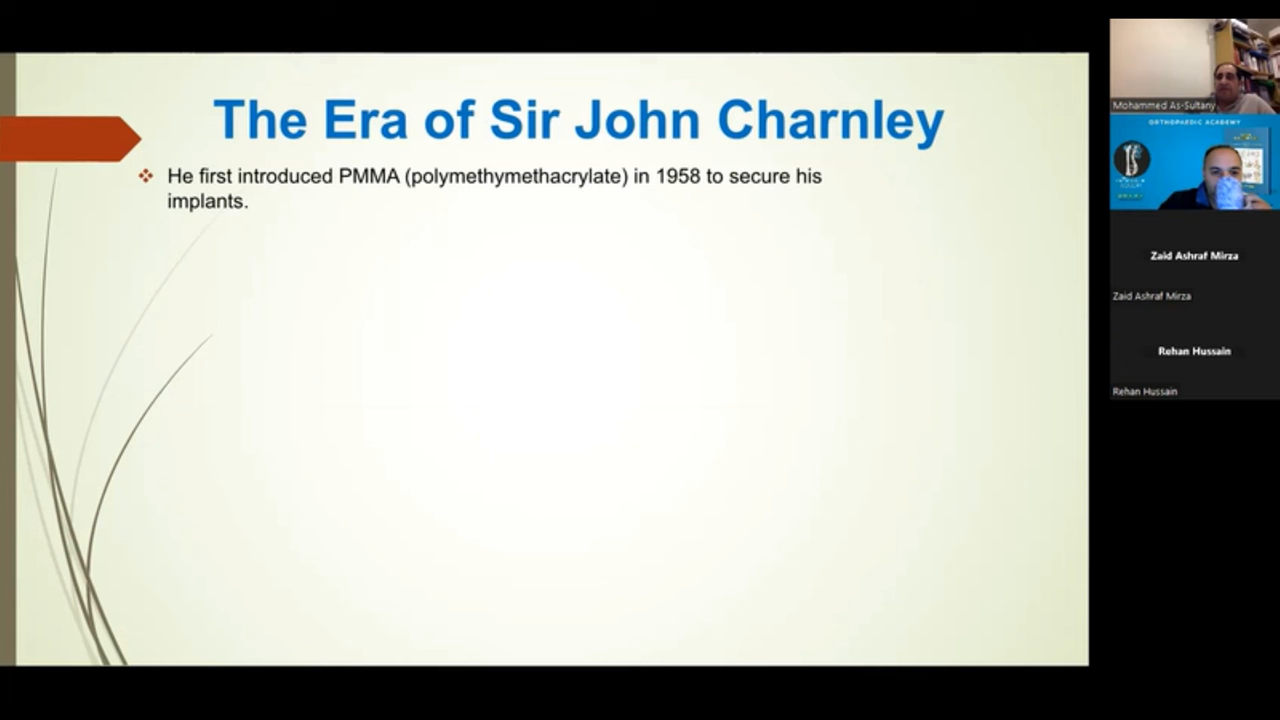 The Era of Sir John Charnley
❖ He first introduced PMMA (polymethymethacrylate) in 1958 to secure his
implants.
Mohammed As-Sultany
ORTHOPAEDIC ACADEMY
Zaid Ashraf Mirza
Zaid Ashraf Mirza
Rehan Hussain
Rehan Hussain